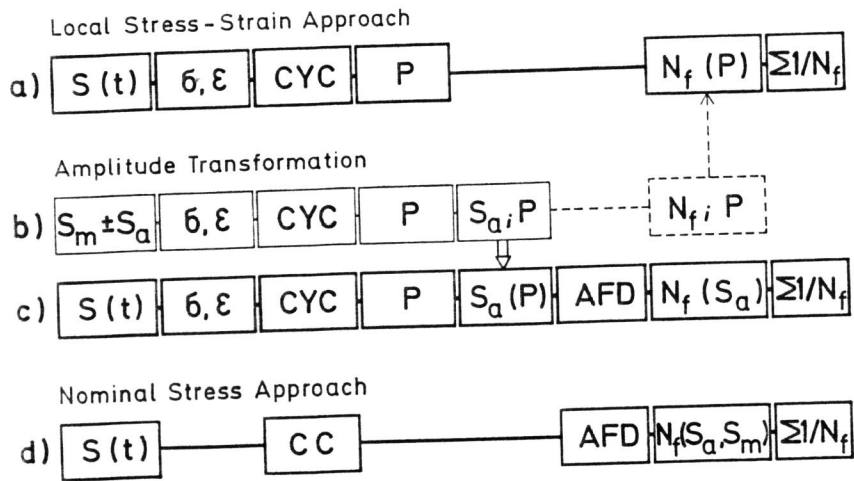 Local Stress-Strain Approach
a) S(t) б, ε CYC P N_f (P) Σ1/N_f
Amplitude Transformation
b) S_m ±S_a б, ε CYC P S_a, P N_f, P
c) S(t) б, ε CYC P S_a(P) AFD N_f(S_a) Σ1/N_f
Nominal Stress Approach
d) S(t) CC AFD N_f(S_a,S_m) Σ1/N_f